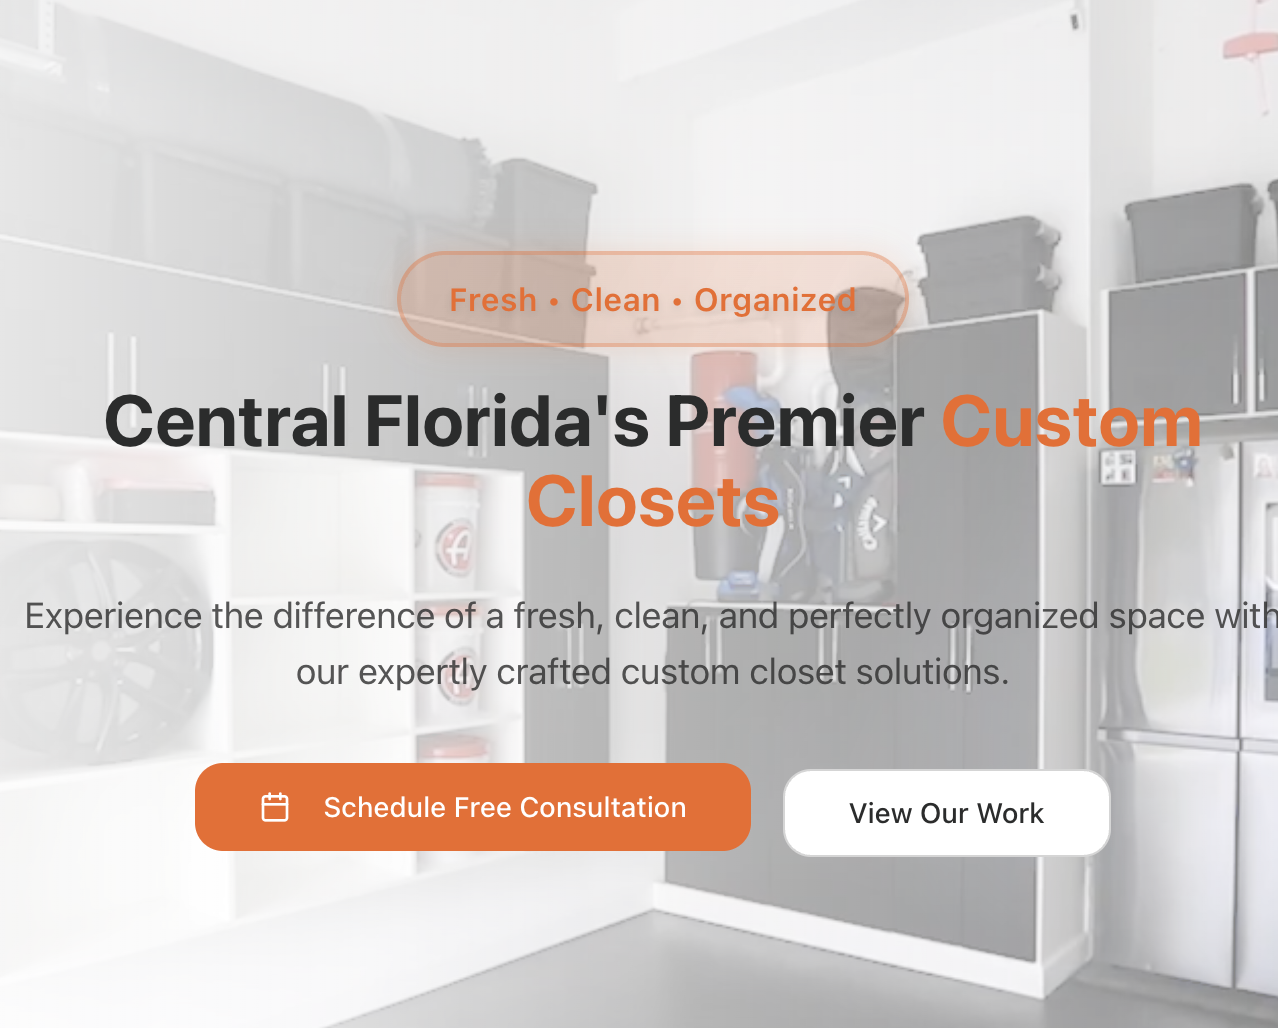 Fresh • Clean • Organized
Central Florida's Premier Custom
Closets
Experience the difference of a fresh, clean, and perfectly organized space with
our expertly crafted custom closet solutions.
Schedule Free Consultation
View Our Work